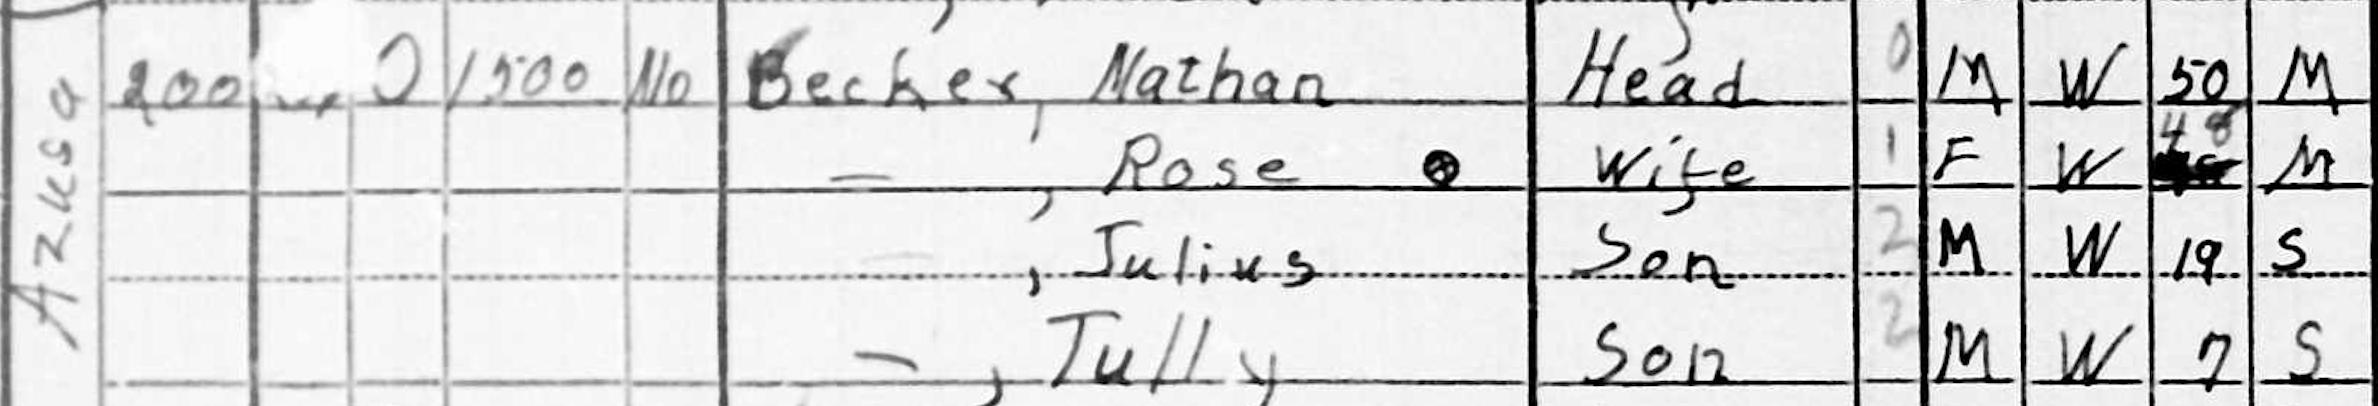 Azusa
200 O 1500 No Becker, Nathan Head 0 M W 50 M
— , Rose ⊗ Wife 1 F W 48 M
— , Julius Son 2 M W 19 S
— , Tully Son 2 M W 7 S